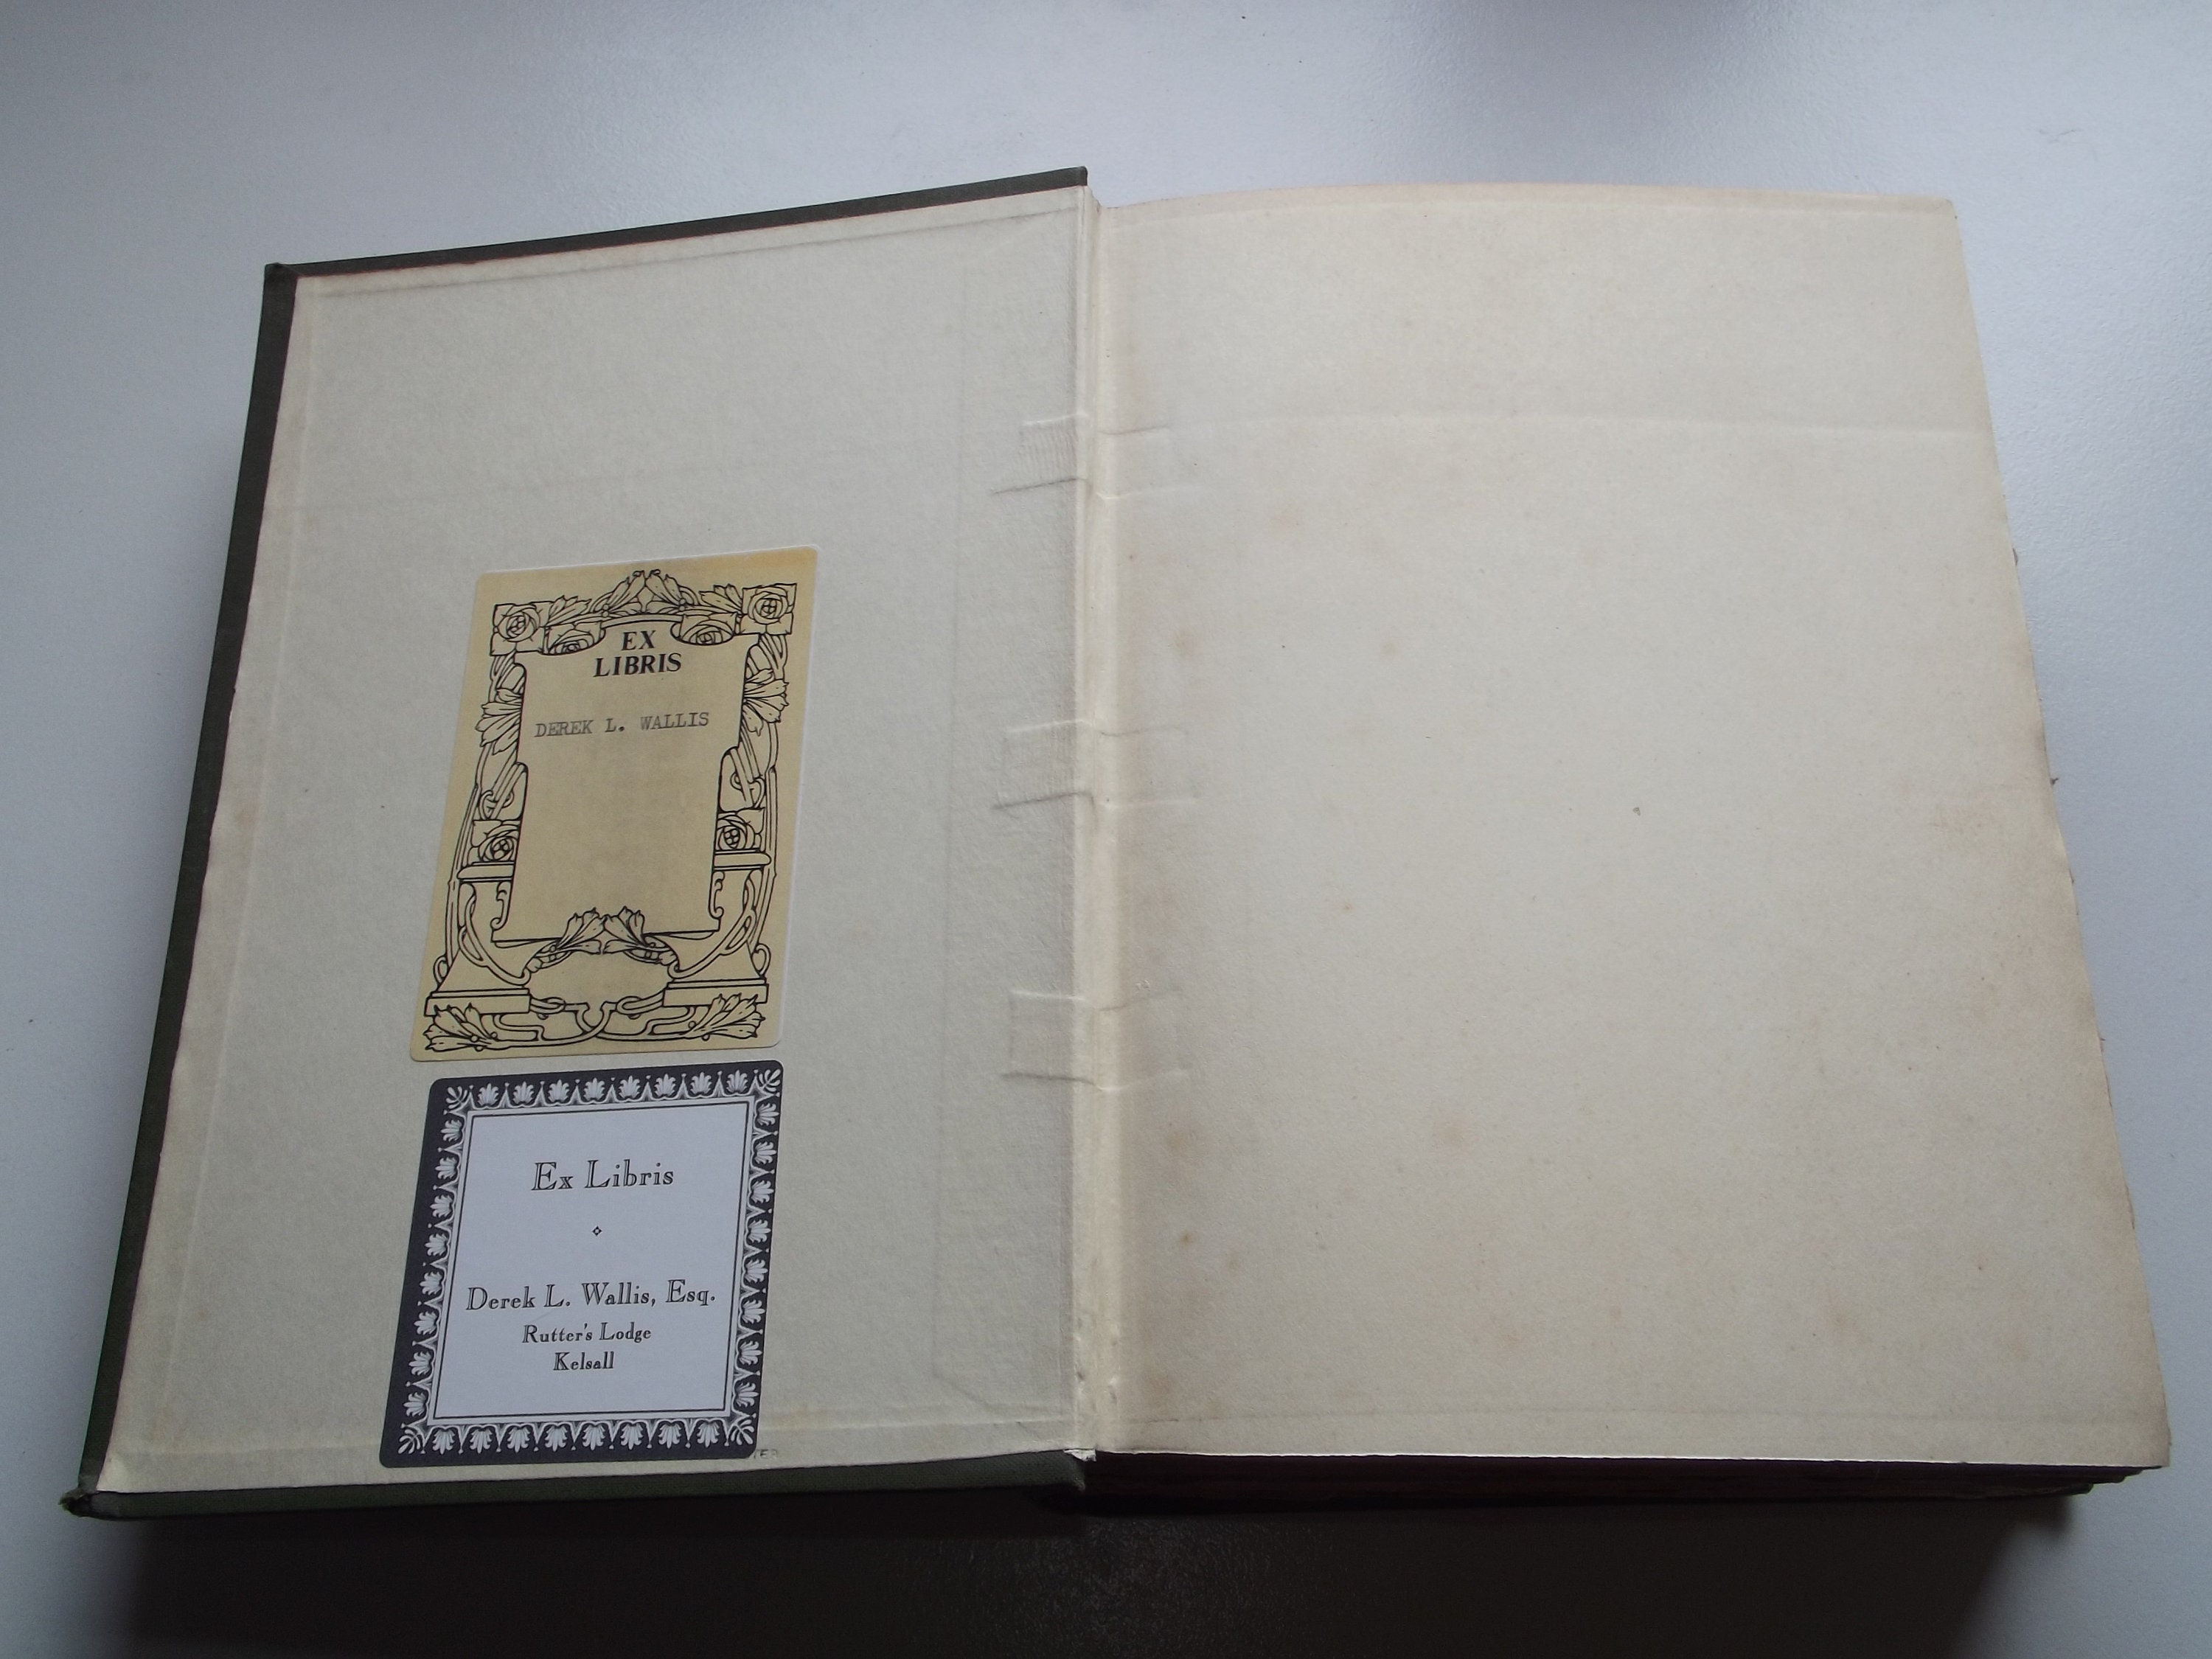 EX
LIBRIS
DEREK L. WALLIS
Ex Libris
Derek L. Wallis, Esq.
Rutter's Lodge
Kelsall